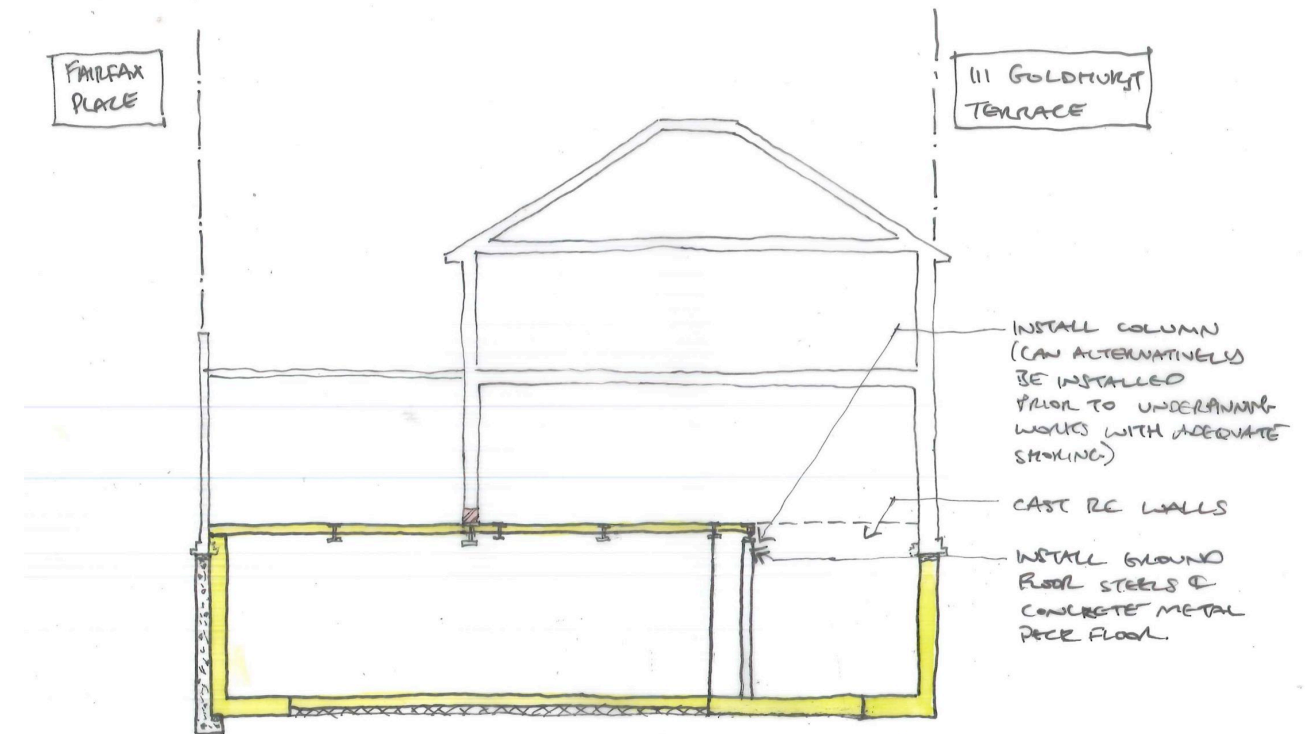 FAIRFAX
PLACE
111 GOLDHURST
TERRACE
INSTALL COLUMN
(CAN ALTERNATIVELY
BE INSTALLED
PRIOR TO UNDERPINNING
WORKS WITH ADEQUATE
SHORING)
CAST RC WALLS
INSTALL GROUND
FLOOR STEELS &
CONCRETE METAL
DECK FLOOR.